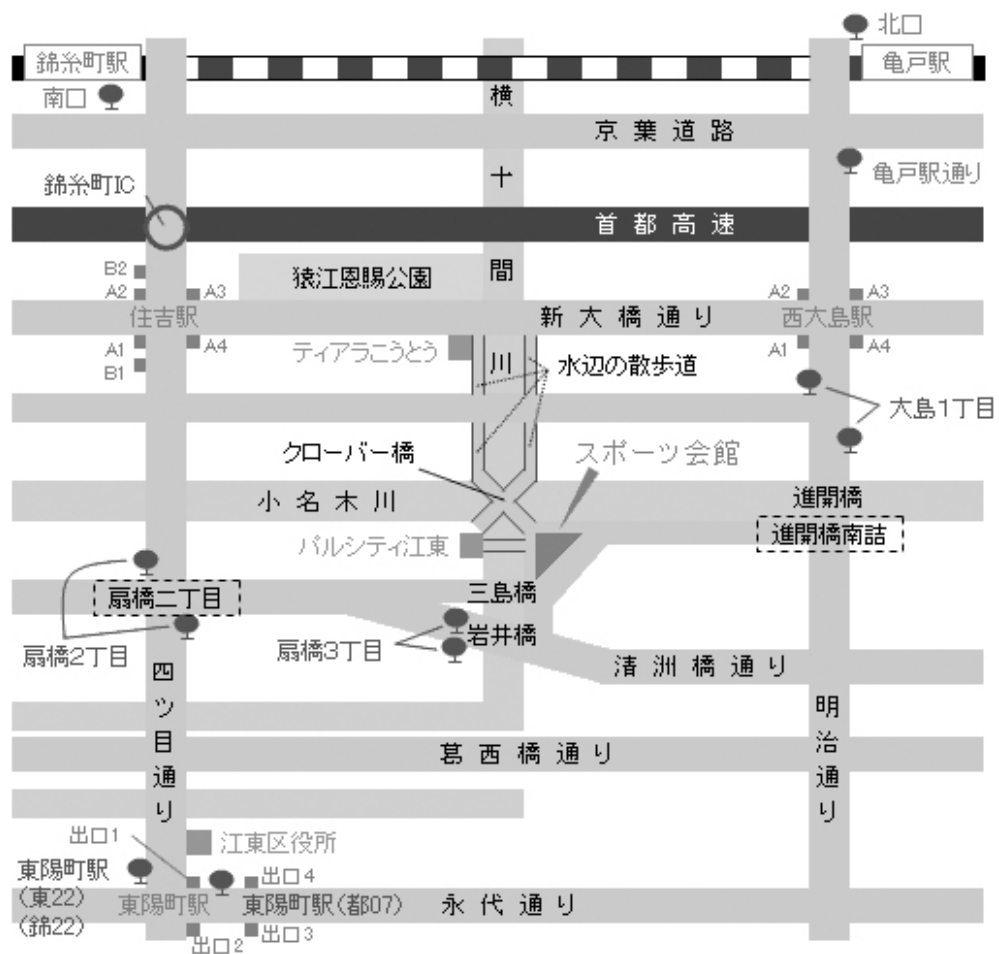 北口
錦糸町駅
亀戸駅
南口
横十間川
京葉道路
亀戸駅通り
錦糸町IC
首都高速
B2
A2
A3
猿江恩賜公園
A2
A3
住吉駅
新大橋通り
西大島駅
A1
A4
B1
ティアラこうとう
水辺の散歩道
A1
A4
大島1丁目
クローバー橋
スポーツ会館
小名木川
進開橋
進開橋南詰
パルシティ江東
扇橋二丁目
三島橋
扇橋2丁目
扇橋3丁目
岩井橋
清洲橋通り
四ツ目通り
明治通り
葛西橋通り
出口1
江東区役所
東陽町駅
(東22)
(錦22)
東陽町駅
出口4
東陽町駅(都07)
永代通り
出口2
出口3